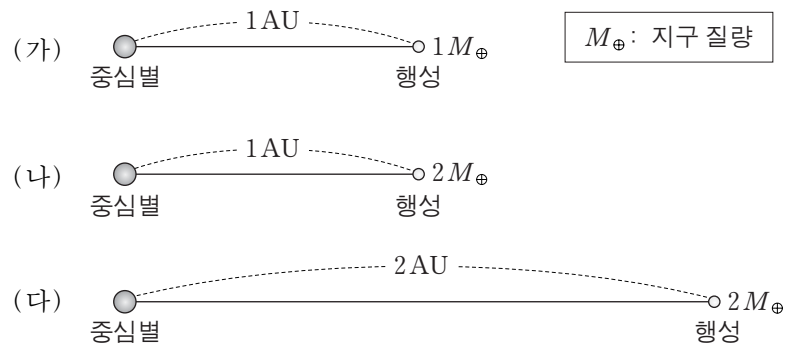 1AU
(가) 1M⊕
중심별 행성
M⊕: 지구 질량
1AU
(나) 2M⊕
중심별 행성
2AU
(다) 2M⊕
중심별 행성